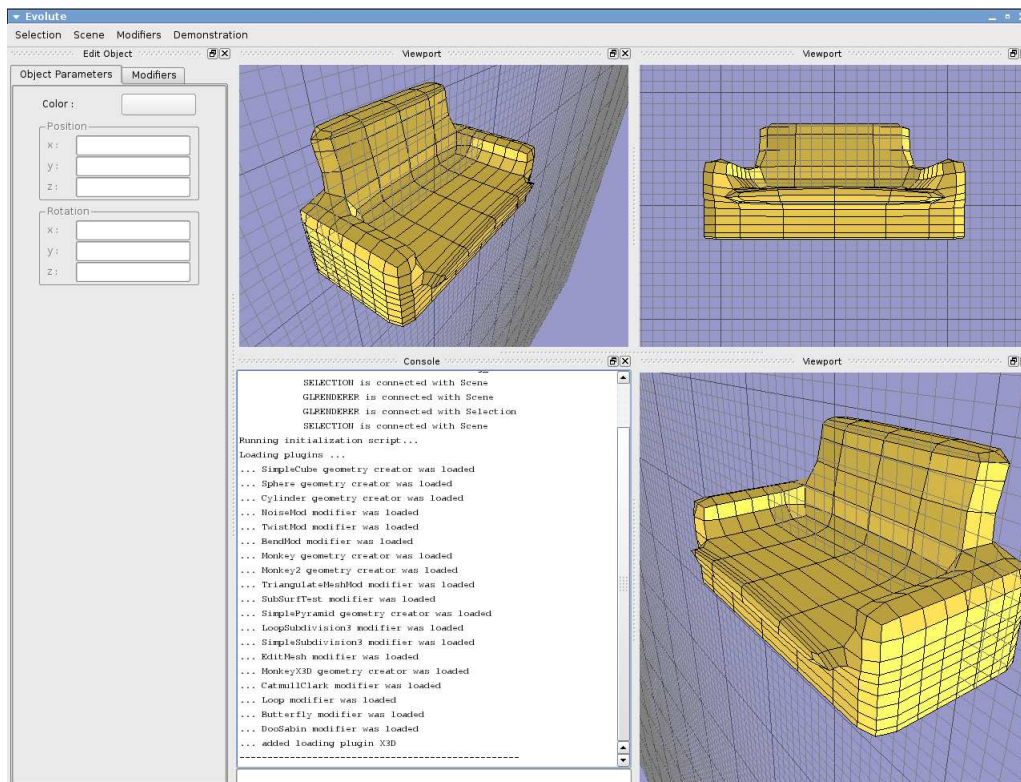 Evolute
Selection Scene Modifiers Demonstration
Edit Object
Object Parameters Modifiers
Color :
Position
x :
y :
z :
Rotation
x :
y :
z :
Viewport
Viewport
Console
SELECTION is connected with Scene
GLRENDERER is connected with Scene
GLRENDERER is connected with Selection
SELECTION is connected with Scene
Running initialization script...
Loading plugins ...
... SimpleCube geometry creator was loaded
... Sphere geometry creator was loaded
... Cylinder geometry creator was loaded
... NoiseMod modifier was loaded
... TwistMod modifier was loaded
... BendMod modifier was loaded
... Monkey geometry creator was loaded
... Monkey2 geometry creator was loaded
... TriangulateMeshMod modifier was loaded
... SubSurfTest modifier was loaded
... SimplePyramid geometry creator was loaded
... LoopSubdivision3 modifier was loaded
... SimpleSubdivision3 modifier was loaded
... EditMesh modifier was loaded
... MonkeyX3D geometry creator was loaded
... CatmullClark modifier was loaded
... Loop modifier was loaded
... Butterfly modifier was loaded
... DooSabin modifier was loaded
... added loading plugin X3D
--------------------------------------------------
Viewport